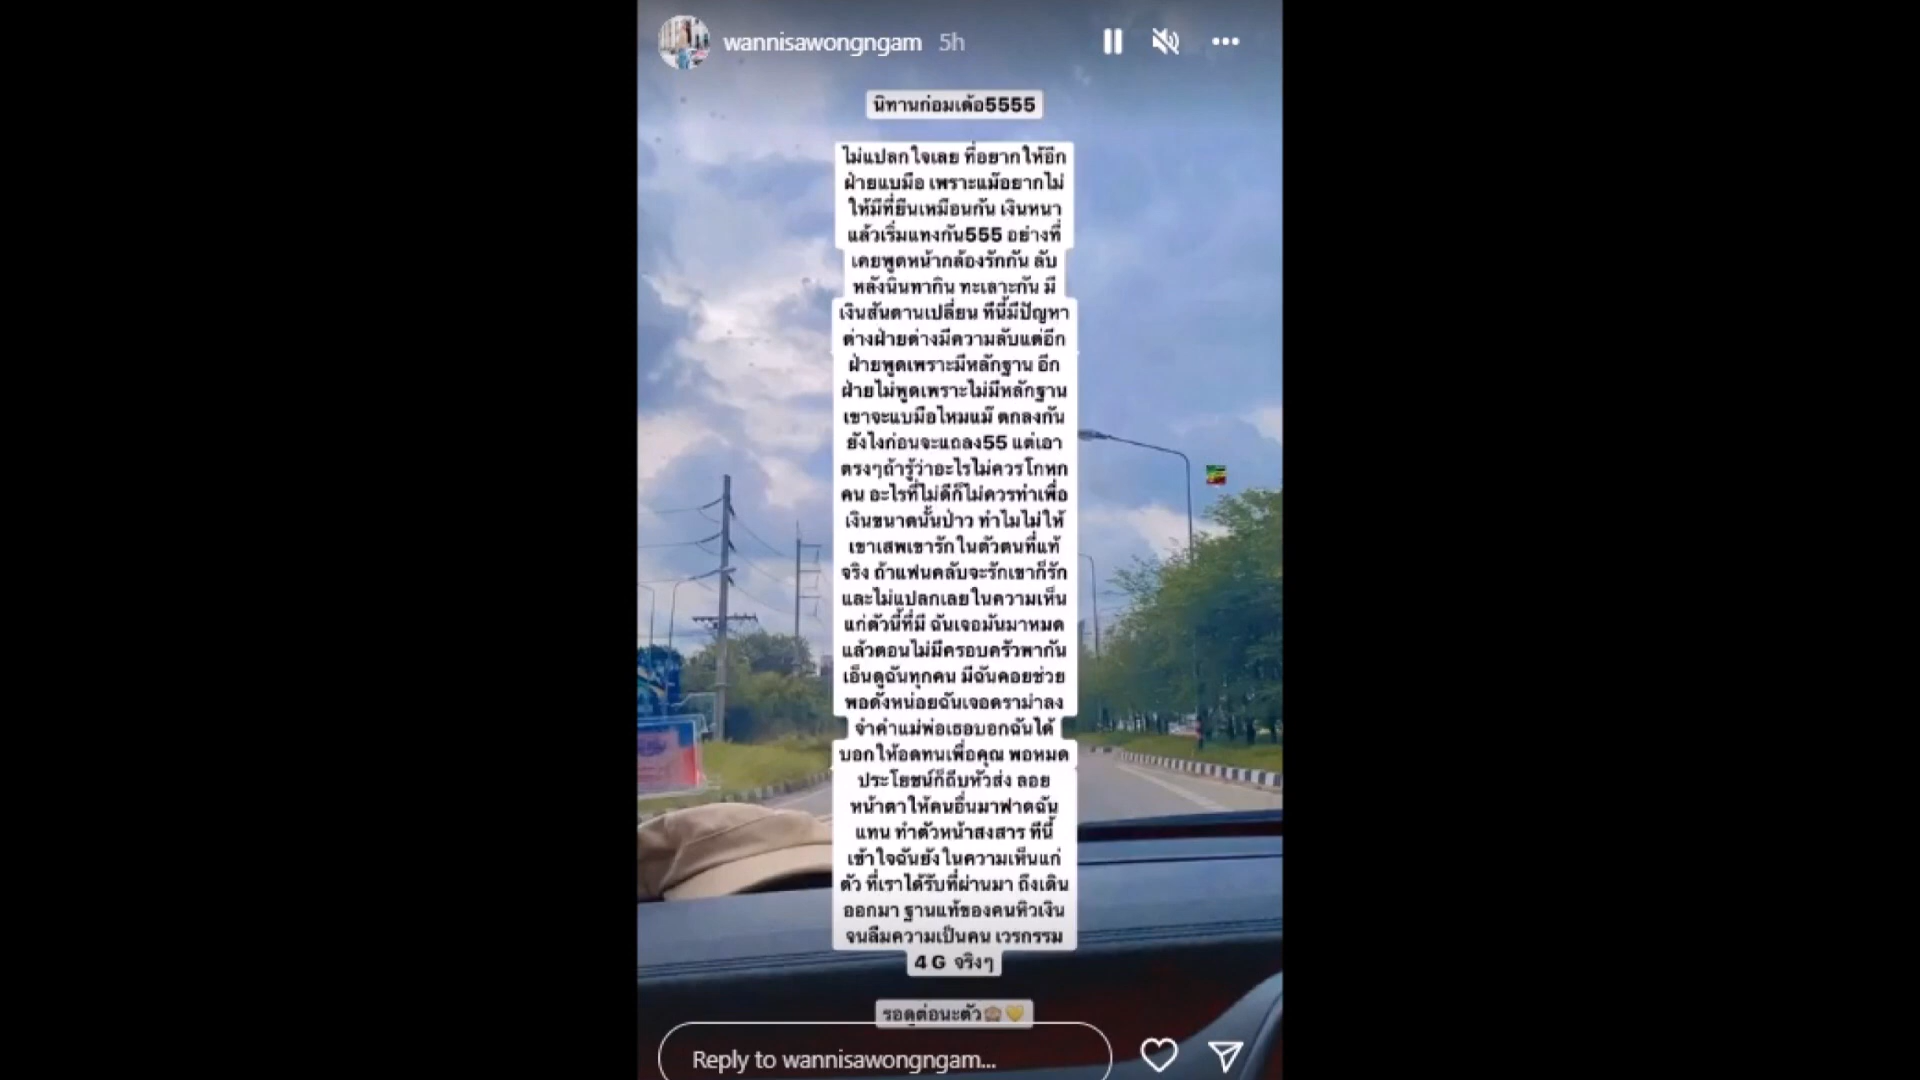 wannisawongngam 5h
นิทานก่อมเด้อ5555
ไม่แปลกใจเลย ที่อยากให้อีก
ฝ่ายแบมือ เพราะแม๊อยากไม่
ให้มีที่ยืนเหมือนกัน เงินหนา
แล้วเริ่มแทงกัน555 อย่างที่
เคยพูดหน้ากล้องรักกัน ลับ
หลังนินทากิน ทะเลาะกัน มี
เงินสันดานเปลี่ยน ทีนี้มีปัญหา
ต่างฝ่ายต่างมีความลับแต่อีก
ฝ่ายพูดเพราะมีหลักฐาน อีก
ฝ่ายไม่พูดเพราะไม่มีหลักฐาน
เขาจะแบมือไหมแม๊ ตกลงกัน
ยังไงก่อนจะแถลง55 แต่เอา
ตรงๆถ้ารู้ว่าอะไรไม่ควรโกหก
คน อะไรที่ไม่ดีก็ไม่ควรทำเพื่อ
เงินขนาดนั้นป่าว ทำไมไม่ให้
เขาเสพเขารักในตัวตนที่แท้
จริง ถ้าแฟนคลับจะรักเขาก็รัก
และไม่แปลกเลยในความเห็น
แก่ตัวนี้ที่มี ฉันเจอมันมาหมด
แล้วตอนไม่มีครอบครัวพากัน
เอ็นดูฉันทุกคน มีฉันคอยช่วย
พอดังหน่อยฉันเจอดราม่าลง
จำคำแม่พ่อเธอบอกฉันได้
บอกให้อดทนเพื่อคุณ พอหมด
ประโยชน์ก็ถีบหัวส่ง ลอย
หน้าตาให้คนอื่นมาฟาดฉัน
แทน ทำตัวหน้าสงสาร ทีนี้
เข้าใจฉันยังในความเห็นแก่
ตัว ที่เราได้รับที่ผ่านมา ถึงเดิน
ออกมา ฐานแท้ของคนหิวเงิน
จนลืมความเป็นคน เวรกรรม
4 G จริงๆ
รอดูต่อนะตัว🙈💛
Reply to wannisawongngam...